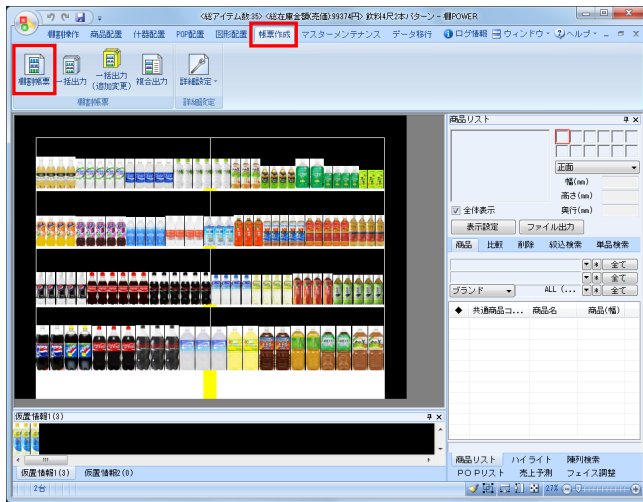 <総アイテム数:35> <総在庫金額(売価):99374円> 飲料4尺2本パターン - 棚POWER
棚割操作 商品配置 什器配置 POP配置 図形配置 帳票作成 マスターメンテナンス データ移行 ログ情報 ウィンドウ ヘルプ
棚割帳票 一括出力 一括出力(追加変更) 複合出力 詳細設定
棚割帳票 詳細設定
商品リスト
正面
幅(mm)
高さ(mm)
全体表示 奥行(mm)
表示設定 ファイル出力
商品 比較 削除 絞込検索 単品検索
* 全て
* 全て
ブランド ALL (... * 全て
◆ 共通商品コ... 商品名 商品(幅)
仮置情報1(3)
仮置情報1(3) 仮置情報2(0)
商品リスト ハイライト 陳列検索
POPリスト 売上予測 フェイス調整
2台 27%